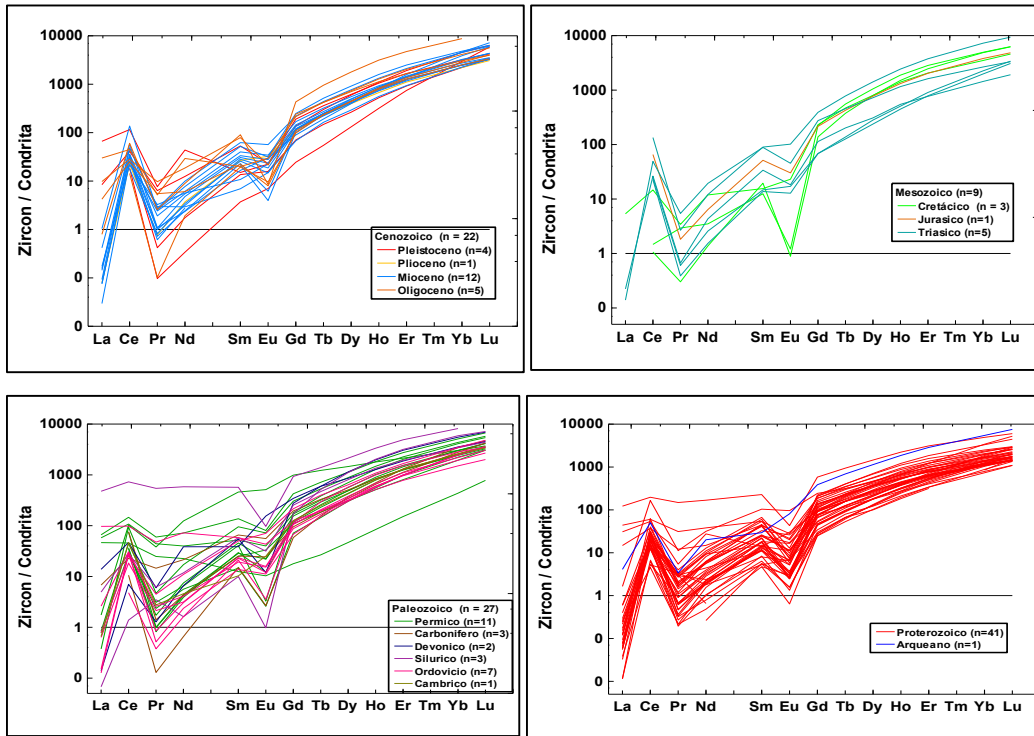 10000
1000
100
10
1
0
0
Zircon / Condrita
Cenozoico (n = 22)
Pleistoceno (n=4)
Plioceno (n=1)
Mioceno (n=12)
Oligoceno (n=5)
La Ce Pr Nd Sm Eu Gd Tb Dy Ho Er Tm Yb Lu
10000
1000
100
10
1
0
0
Zircon / Condrita
Mesozoico (n=9)
Cretácico (n = 3)
Jurasico (n=1)
Triasico (n=5)
La Ce Pr Nd Sm Eu Gd Tb Dy Ho Er Tm Yb Lu
10000
1000
100
10
1
0
Zircon / Condrita
Paleozoico (n = 27)
Permico (n=11)
Carbonifero (n=3)
Devonico (n=2)
Silurico (n=3)
Ordovicio (n=7)
Cambrico (n=1)
La Ce Pr Nd Sm Eu Gd Tb Dy Ho Er Tm Yb Lu
10000
1000
100
10
1
0
0
Zircon / Condrita
Proterozoico (n=41)
Arqueano (n=1)
La Ce Pr Nd Sm Eu Gd Tb Dy Ho Er Tm Yb Lu